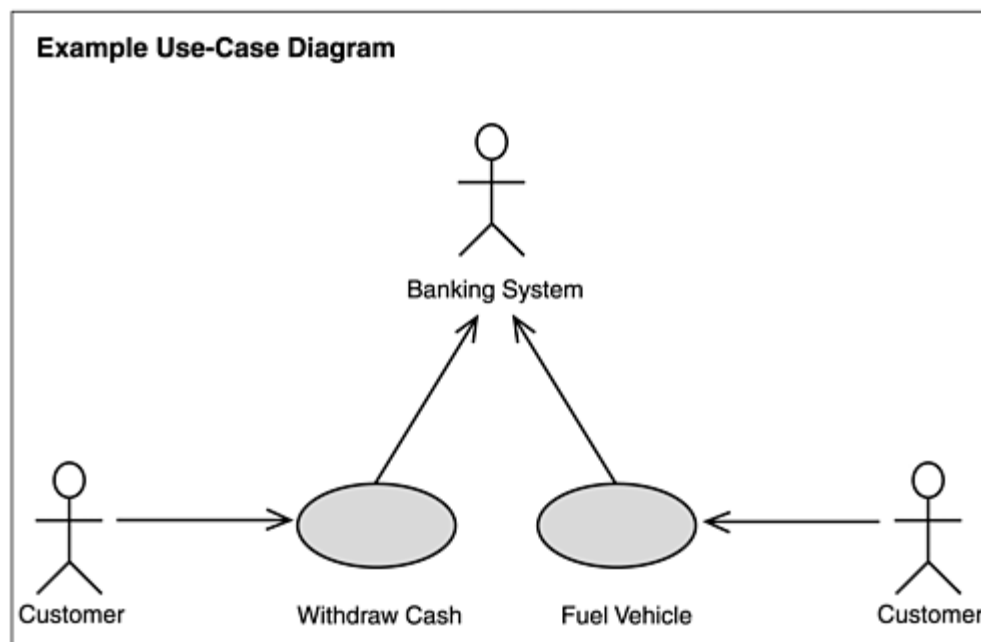 Example Use-Case Diagram
Banking System
Customer
Withdraw Cash
Fuel Vehicle
Customer